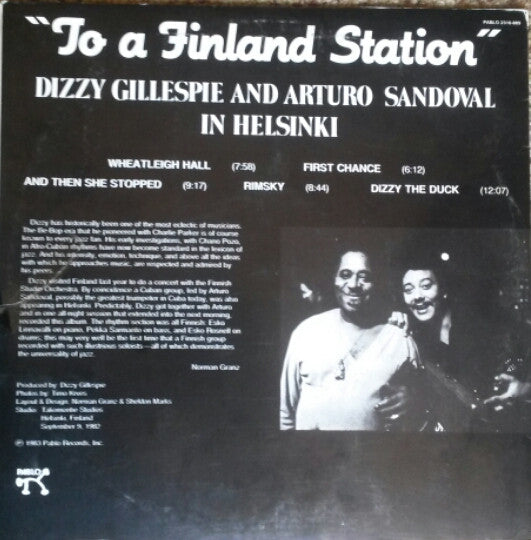 PABLO 2310-889
"To a Finland Station"
DIZZY GILLESPIE AND ARTURO SANDOVAL
IN HELSINKI
WHEATLEIGH HALL (7:58) FIRST CHANCE (6:12)
AND THEN SHE STOPPED (9:17) RIMSKY (8:44) DIZZY THE DUCK (12:07)
Dizzy has historically been one of the most eclectic of musicians.
The Be-Bop era that he pioneered with Charlie Parker is of course
known to every jazz fan. His early investigations, with Chano Pozo,
in Afro-Cuban rhythms have now become standard in the lexicon of
jazz. And his intensity, emotion, technique, and above all the ideas
with which he approaches music, are respected and admired by
his peers.
Dizzy visited Finland last year to do a concert with the Finnish
Studio Orchestra. By coincidence a Cuban group, led by Arturo
Sandoval, possibly the greatest trumpeter in Cuba today, was also
appearing in Helsinki. Predictably, Dizzy got together with Arturo
and in one all-night session that extended into the next morning
recorded this album. The rhythm section was all Finnish. Esko
Linnavalli on piano, Pekka Sarmanto on bass, and Esko Rosnell on
drums, this may very well be the first time that a Finnish group
recorded with such illustrious soloists—all of which demonstrates
the universality of jazz.
Norman Granz
Produced by Dizzy Gillespie
Photos by Timo Kirves
Layout & Design: Norman Granz & Sheldon Marks
Studio: Takomontie Studios
Helsinki, Finland
September 9, 1982
℗ 1983 Pablo Records, Inc.
PABLO